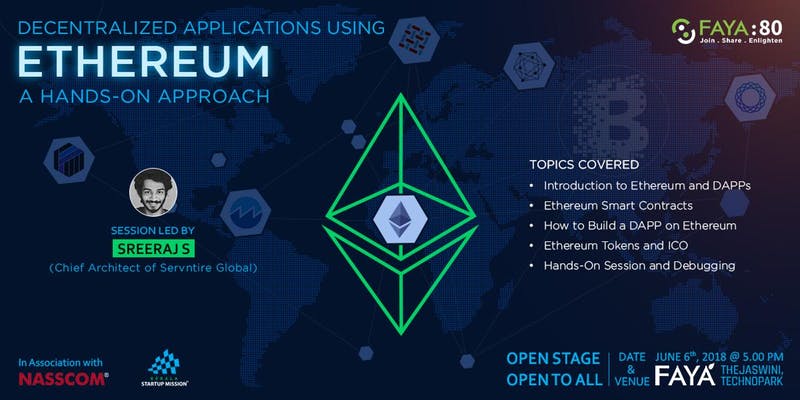 DECENTRALIZED APPLICATIONS USING
ETHEREUM
A HANDS-ON APPROACH
FAYA:80
Join . Share . Enlighten
SESSION LED BY
SREERAJ S
(Chief Architect of Servntire Global)
TOPICS COVERED
• Introduction to Ethereum and DAPPs
• Ethereum Smart Contracts
• How to Build a DAPP on Ethereum
• Ethereum Tokens and ICO
• Hands-On Session and Debugging
In Association with
NASSCOM®
KERALA
STARTUP MISSION
OPEN STAGE
OPEN TO ALL
DATE
&
VENUE
JUNE 6th, 2018 @ 5.00 PM
FAYA
THEJASWINI,
TECHNOPARK